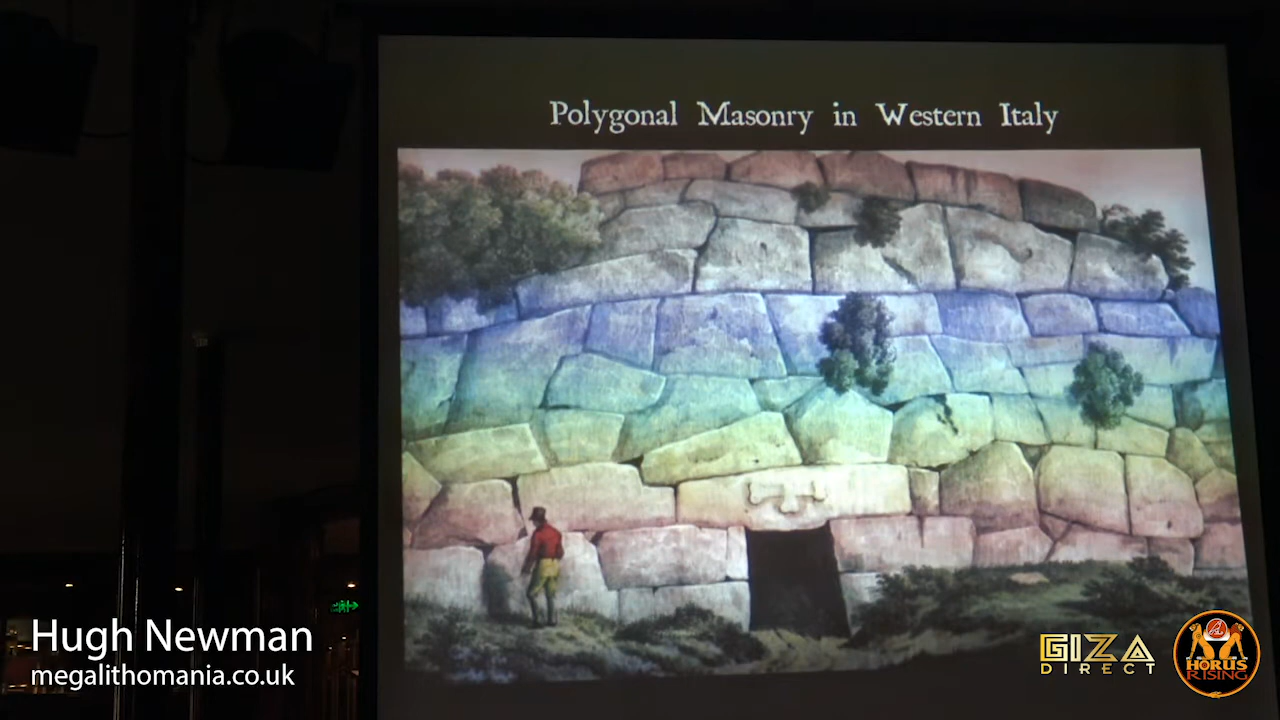 Polygonal Masonry in Western Italy
Hugh Newman
megalithomania.co.uk
GIZA
DIRECT
HORUS
RISING